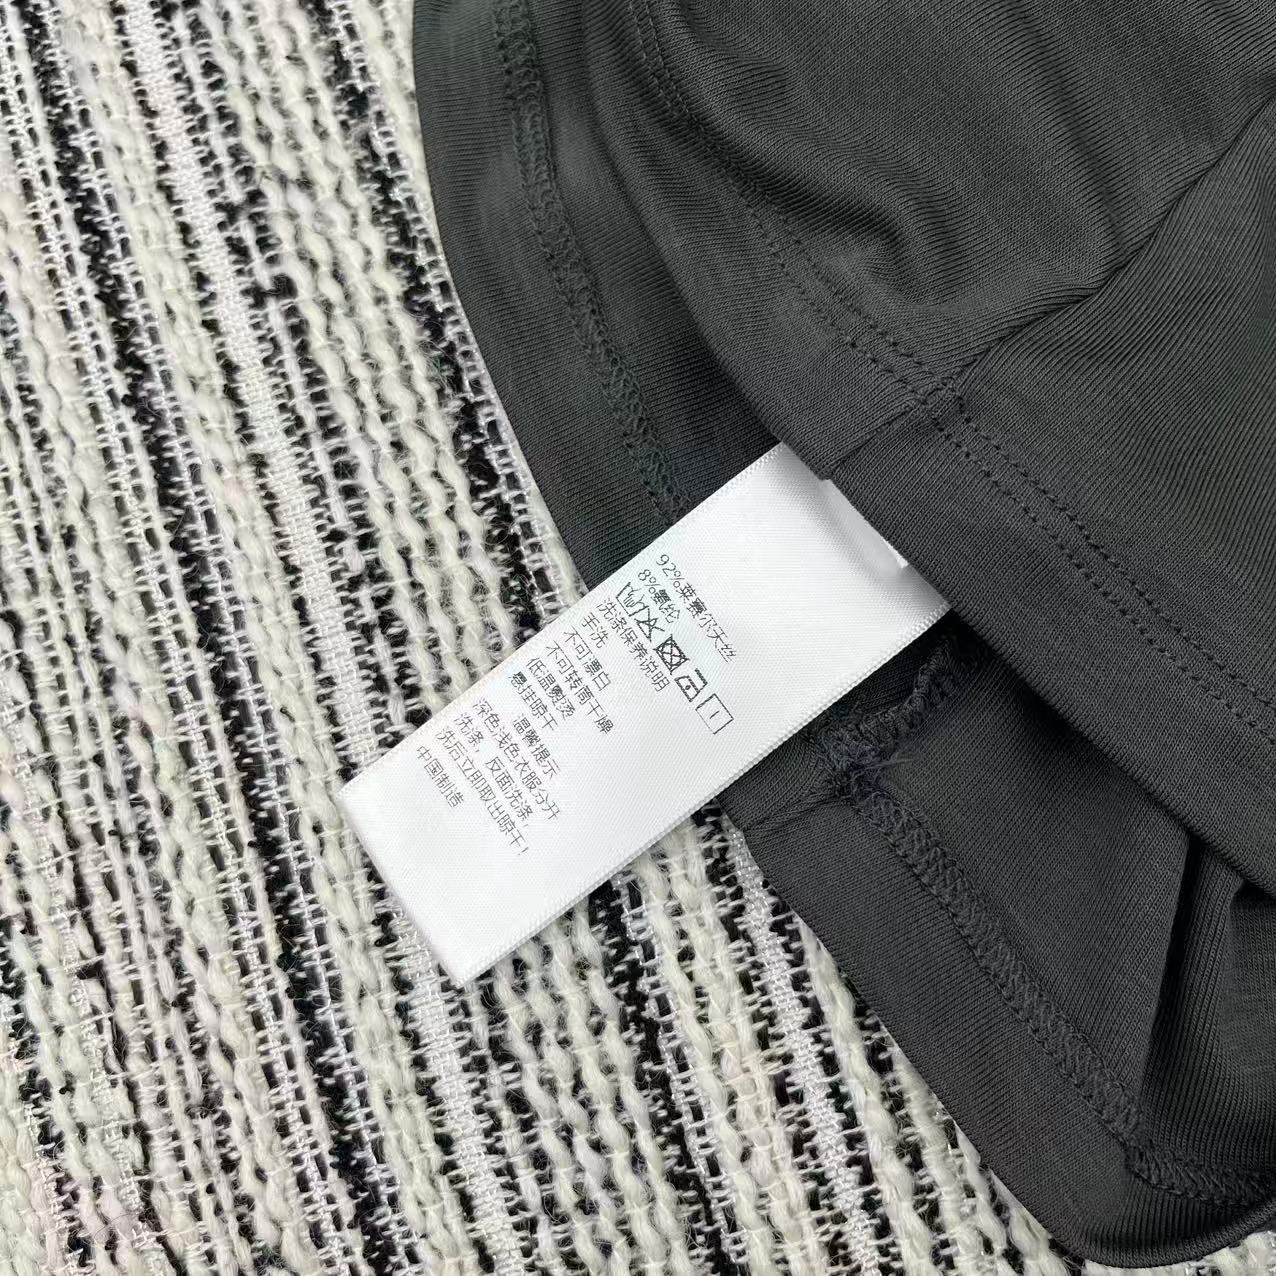 92%莱赛尔天丝
8%氨纶
洗涤保养说明
手洗
不可漂白
不可转筒干燥
低温熨烫
悬挂晾干
温馨提示
深色浅色衣服分开
洗涤，反面洗涤，
洗后立即取出晾干！
中国制造